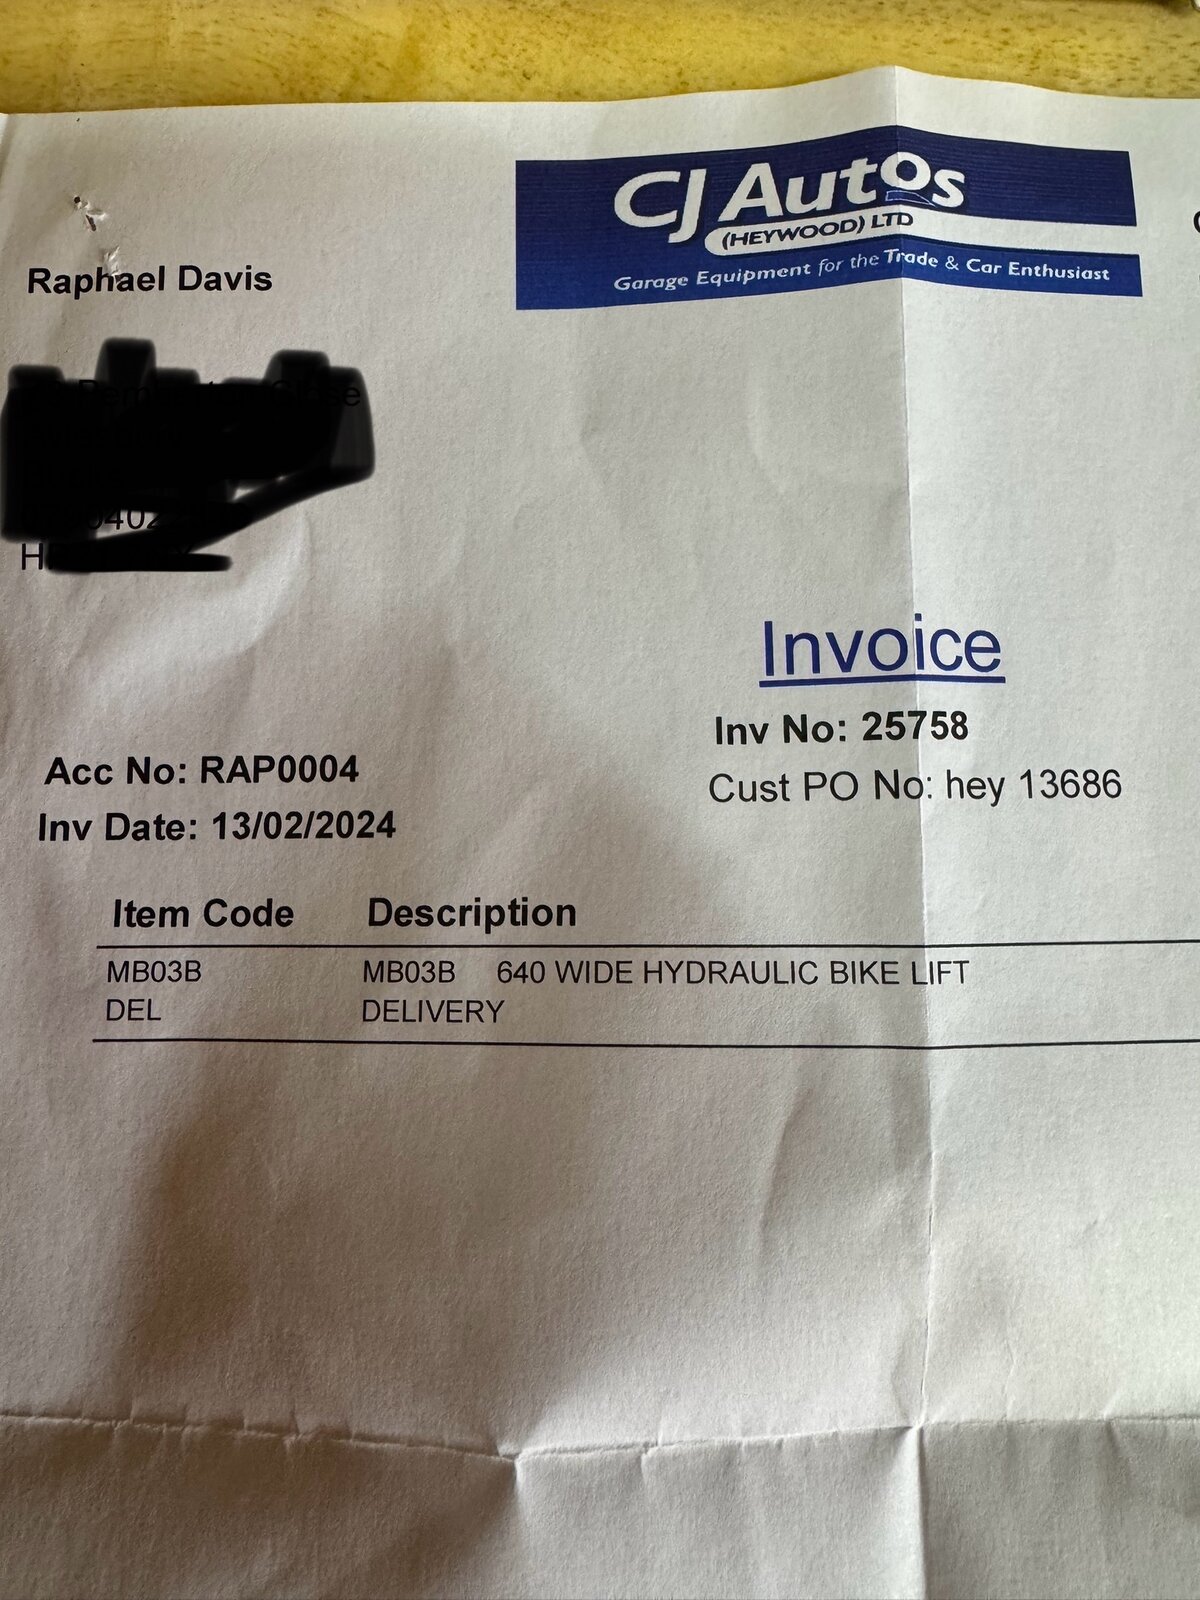 CJ Autos
(HEYWOOD) LTD
Garage Equipment for the Trade & Car Enthusiast
Raphael Davis
Invoice
Inv No: 25758
Cust PO No: hey 13686
Acc No: RAP0004
Inv Date: 13/02/2024
Item Code Description
MB03B MB03B 640 WIDE HYDRAULIC BIKE LIFT
DEL DELIVERY